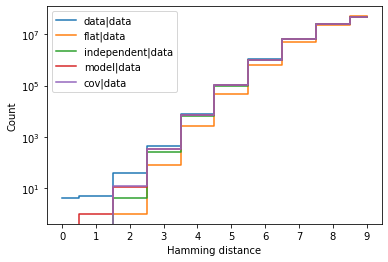 data|data
flat|data
independent|data
model|data
cov|data
Count
10⁷
10⁵
10³
10¹
0 1 2 3 4 5 6 7 8 9
Hamming distance